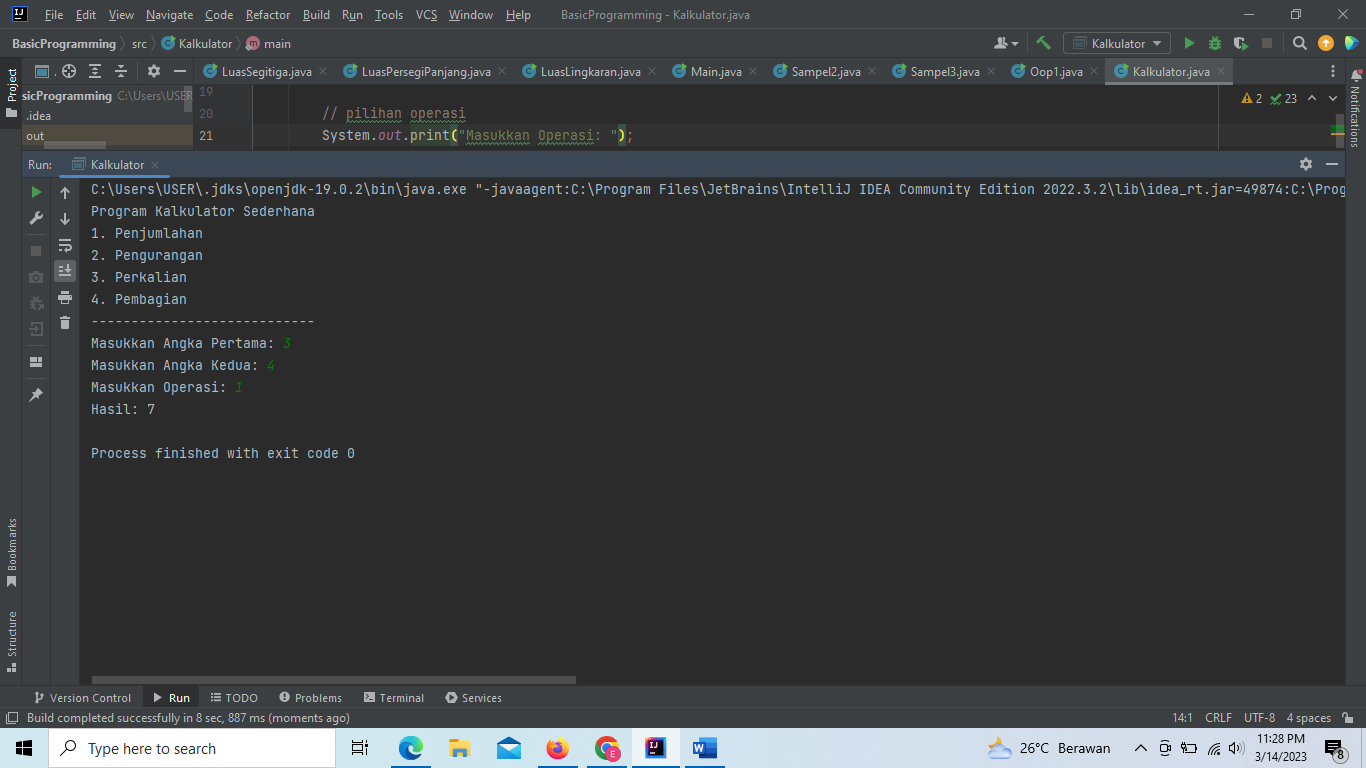 File Edit View Navigate Code Refactor Build Run Tools VCS Window Help BasicProgramming - Kalkulator.java
BasicProgramming src Kalkulator main Kalkulator
Project
LuasSegitiga.java LuasPersegiPanjang.java LuasLingkaran.java Main.java Sampel2.java Sampel3.java Oop1.java Kalkulator.java
Notifications
sicProgramming C:\Users\USER
.idea
out
19
20 // pilihan operasi
21 System.out.print("Masukkan Operasi: ");
2 23
Run: Kalkulator
C:\Users\USER\.jdks\openjdk-19.0.2\bin\java.exe "-javaagent:C:\Program Files\JetBrains\IntelliJ IDEA Community Edition 2022.3.2\lib\idea_rt.jar=49874:C:\Prog
Program Kalkulator Sederhana
1. Penjumlahan
2. Pengurangan
3. Perkalian
4. Pembagian
----------------------------
Masukkan Angka Pertama: 3
Masukkan Angka Kedua: 4
Masukkan Operasi: 1
Hasil: 7
Process finished with exit code 0
Bookmarks
Structure
Version Control Run TODO Problems Terminal Services
Build completed successfully in 8 sec, 887 ms (moments ago) 14:1 CRLF UTF-8 4 spaces
Type here to search
26°C Berawan
11:28 PM
3/14/2023
8